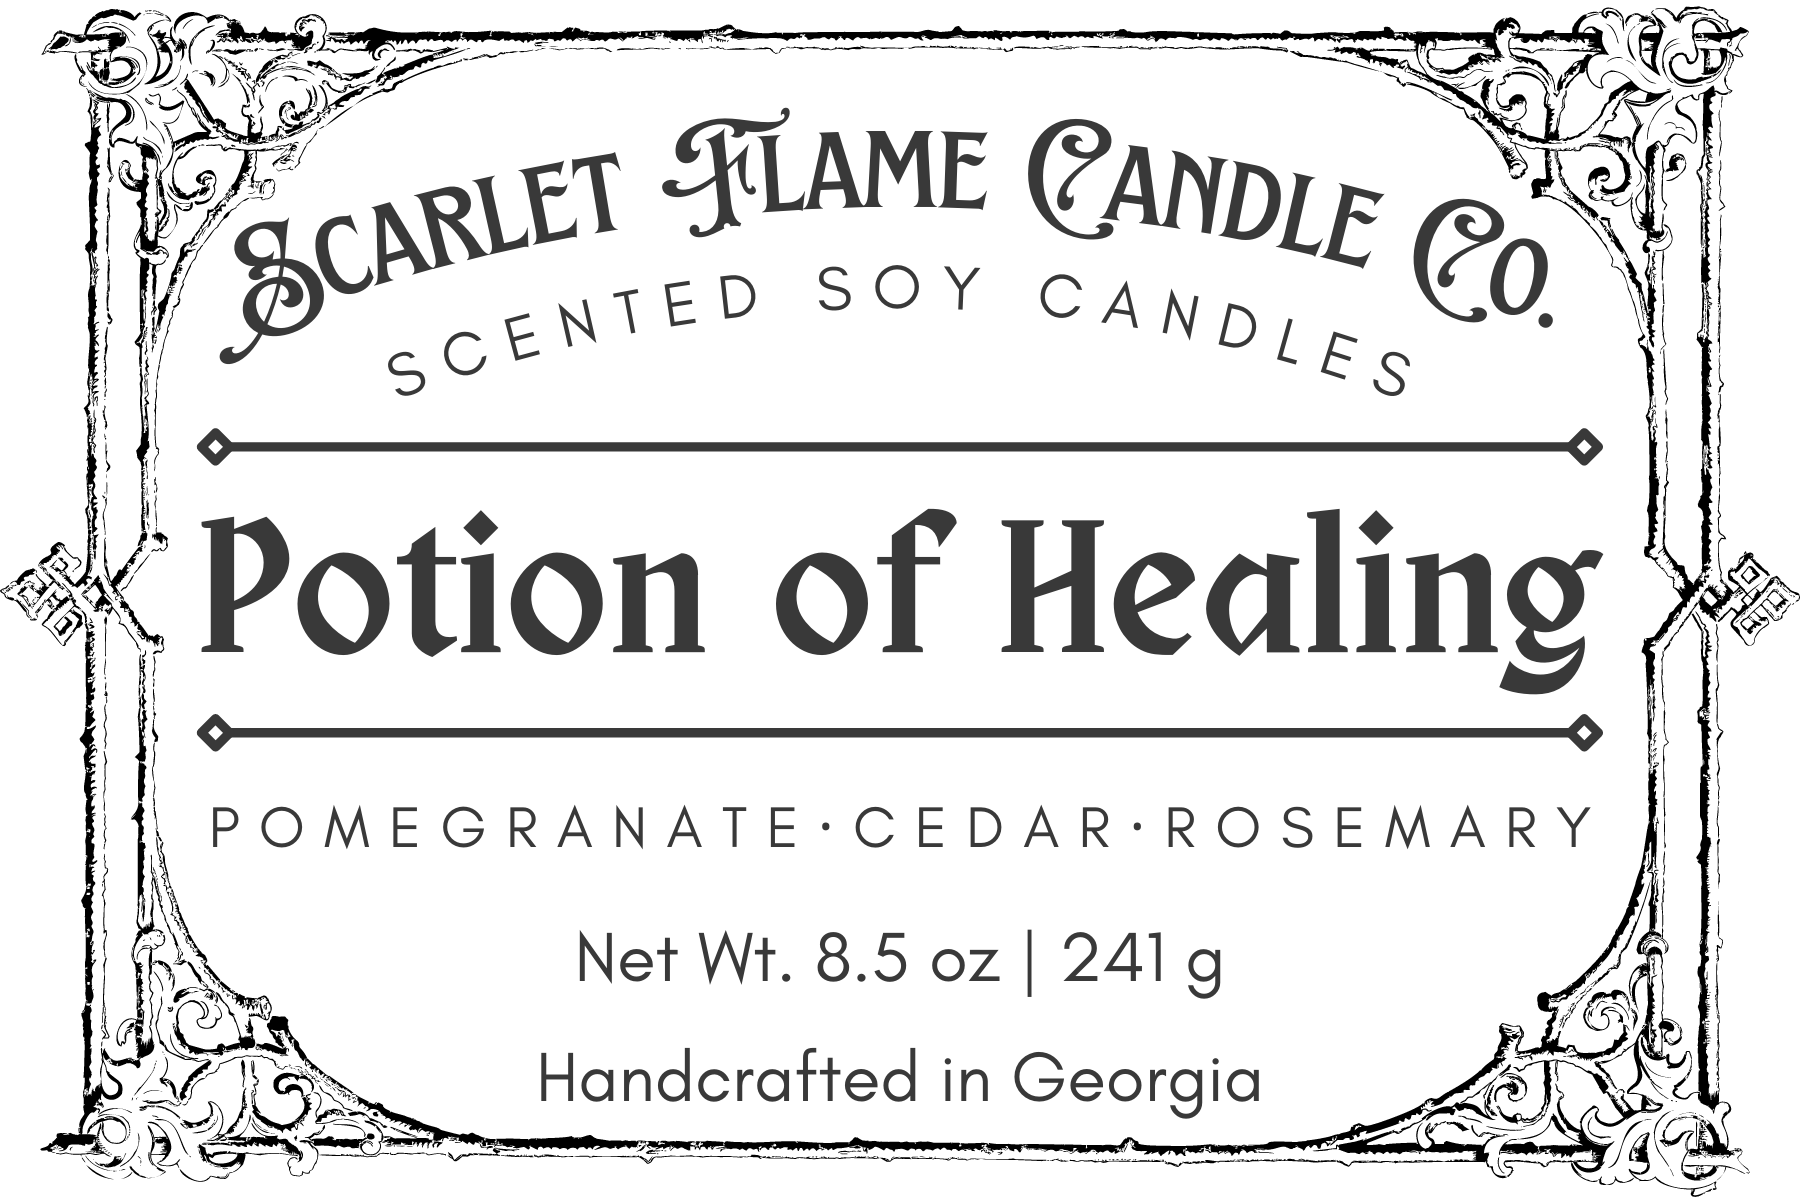 Scarlet Flame Candle Co.
SCENTED SOY CANDLES
Potion of Healing
POMEGRANATE·CEDAR·ROSEMARY
Net Wt. 8.5 oz | 241 g
Handcrafted in Georgia